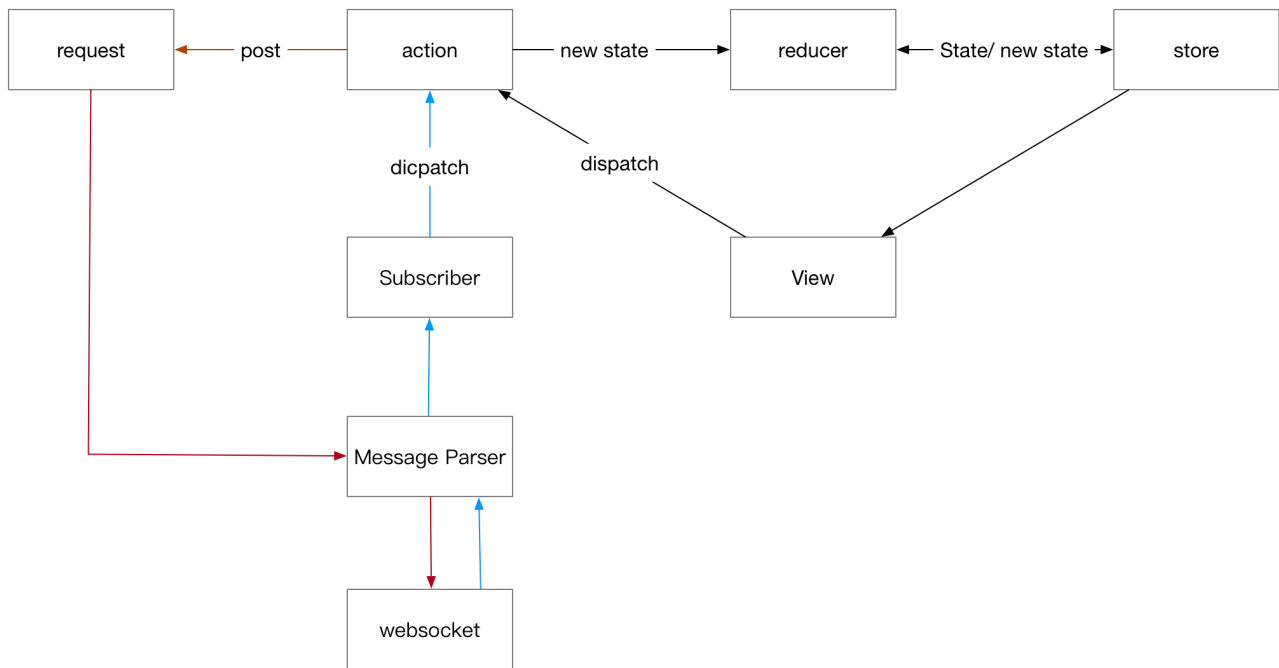 request
post
action
new state
reducer
State/ new state
store
dicpatch
dispatch
Subscriber
View
Message Parser
websocket